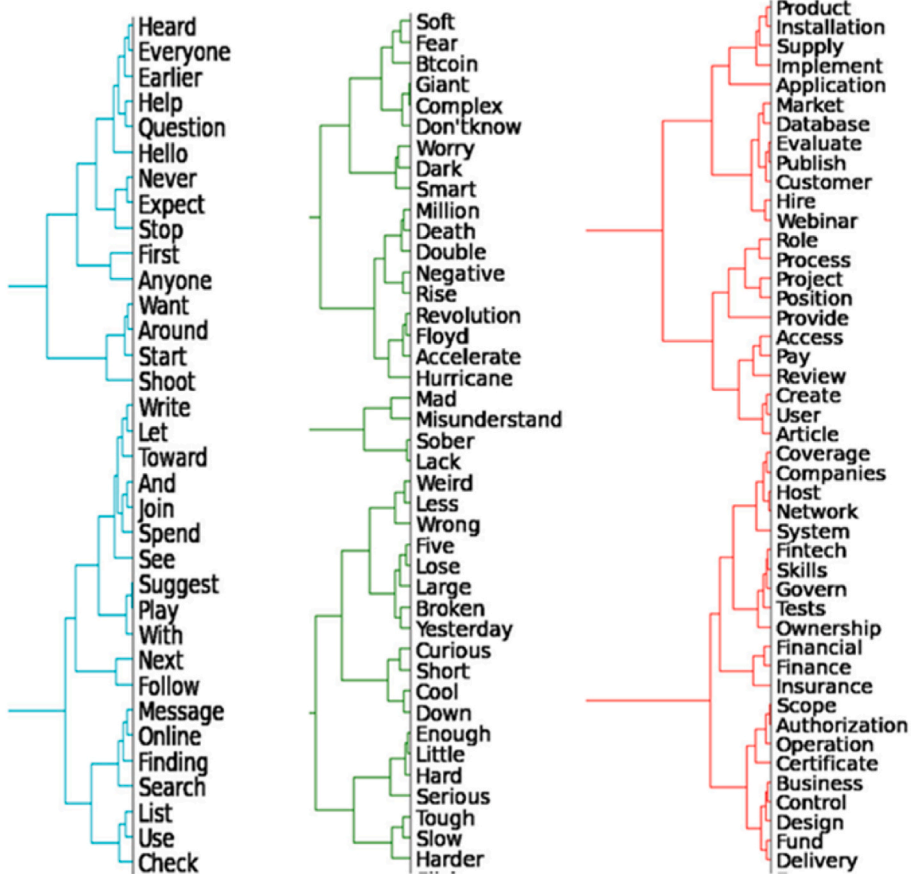 Heard
Everyone
Earlier
Help
Question
Hello
Never
Expect
Stop
First
Anyone
Want
Around
Start
Shoot
Write
Let
Toward
And
Join
Spend
See
Suggest
Play
With
Next
Follow
Message
Online
Finding
Search
List
Use
Check
Soft
Fear
Btcoin
Giant
Complex
Don'tknow
Worry
Dark
Smart
Million
Death
Double
Negative
Rise
Revolution
Floyd
Accelerate
Hurricane
Mad
Misunderstand
Sober
Lack
Weird
Less
Wrong
Five
Lose
Large
Broken
Yesterday
Curious
Short
Cool
Down
Enough
Little
Hard
Serious
Tough
Slow
Harder
Product
Installation
Supply
Implement
Application
Market
Database
Evaluate
Publish
Customer
Hire
Webinar
Role
Process
Project
Position
Provide
Access
Pay
Review
Create
User
Article
Coverage
Companies
Host
Network
System
Fintech
Skills
Govern
Tests
Ownership
Financial
Finance
Insurance
Scope
Authorization
Operation
Certificate
Business
Control
Design
Fund
Delivery